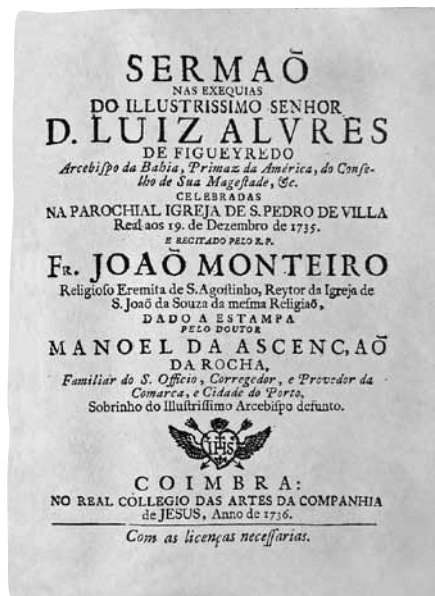 SERMAÕ
NAS EXEQUIAS
DO ILLUSTRISSIMO SENHOR
D. LUIZ ALVRES
DE FIGUEYREDO
Arcebiſpo da Bahia, Primaz da América, do Conſe-
lho de Sua Mageſtade, &c.
CELEBRADAS
NA PAROCHIAL IGREJA DE S. PEDRO DE VILLA
Real aos 19. de Dezembro de 1735.
E RECITADO PELO R.P.
FR. JOAÕ MONTEIRO
Religioſo Eremita de S. Agoſtinho, Reytor da Igreja de
S. Joaõ da Souza da meſma Religiaõ,
DADO A ESTAMPA
PELO DOUTOR
MANOEL DA ASCENC,AÕ
DA ROCHA,
Familiar do S. Officio, Corregedor, e Provedor da
Comarca, e Cidade do Porto,
Sobrinho do Illuſtriſſimo Arcebiſpo defunto.
IHS
COIMBRA:
NO REAL COLLEGIO DAS ARTES DA COMPANHIA
de JESUS, Anno de 1736.
Com as licenças neceſſarias.